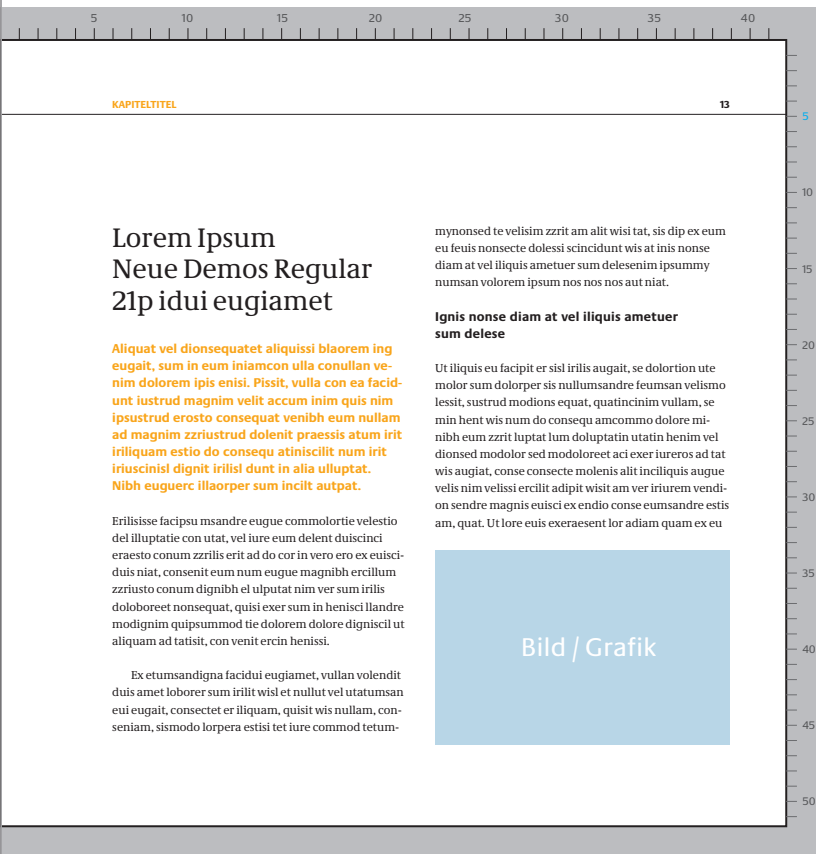 5 10 15 20 25 30 35 40
KAPITELTITEL 13
Lorem Ipsum
Neue Demos Regular
21p idui eugiamet
Aliquat vel dionsequatet aliquissi blaorem ing
eugait, sum in eum iniamcon ulla conullan ve-
nim dolorem ipis enisi. Pissit, vulla con ea facid-
unt iustrud magnim velit accum inim quis nim
ipsustrud erosto consequat venibh eum nullam
ad magnim zzriustrud dolenit praessis atum irit
iriliquam estio do consequ atiniscilit num irit
iriuscinisl dignit irilisl dunt in alia ulluptat.
Nibh euguerc illaorper sum incilt autpat.
Erilisisse facipsu msandre eugue commolortie velestio
del illuptatie con utat, vel iure eum delent duiscinci
eraesto conum zzrilis erit ad do cor in vero ero ex euisci-
duis niat, consenit eum num eugue magnibh ercillum
zzriusto conum dignibh el ulputat nim ver sum irilis
doloboreet nonsequat, quisi exer sum in henisci llandre
modignim quipsummod tie dolorem dolore digniscil ut
aliquam ad tatisit, con venit ercin henissi.
Ex etumsandigna facidui eugiamet, vullan volendit
duis amet loborer sum irilit wisl et nullut vel utatumsan
eui eugait, consectet er iliquam, quisit wis nullam, con-
seniam, sismodo lorpera estisi tet iure commod tetum-
mynonsed te velisim zzrit am alit wisi tat, sis dip ex eum
eu feuis nonsecte dolessi scincidunt wis at inis nonse
diam at vel iliquis ametuer sum delesenim ipsummy
numsan volorem ipsum nos nos nos aut niat.
Ignis nonse diam at vel iliquis ametuer
sum delese
Ut iliquis eu facipit er sisl irilis augait, se dolortion ute
molor sum dolorper sis nullumsandre feumsan velismo
lessit, sustrud modions equat, quatincinim vullam, se
min hent wis num do consequ amcommo dolore mi-
nibh eum zzrit luptat lum doluptatin utatin henim vel
dionsed modolor sed modoloreet aci exer iureros ad tat
wis augiat, conse consecte molenis alit inciliquis augue
velis nim velissi ercilit adipit wisit am ver iriurem vendi-
on sendre magnis euisci ex endio conse eumsandre estis
am, quat. Ut lore euis exeraesent lor adiam quam ex eu
Bild / Grafik
5
10
15
20
25
30
35
40
45
50